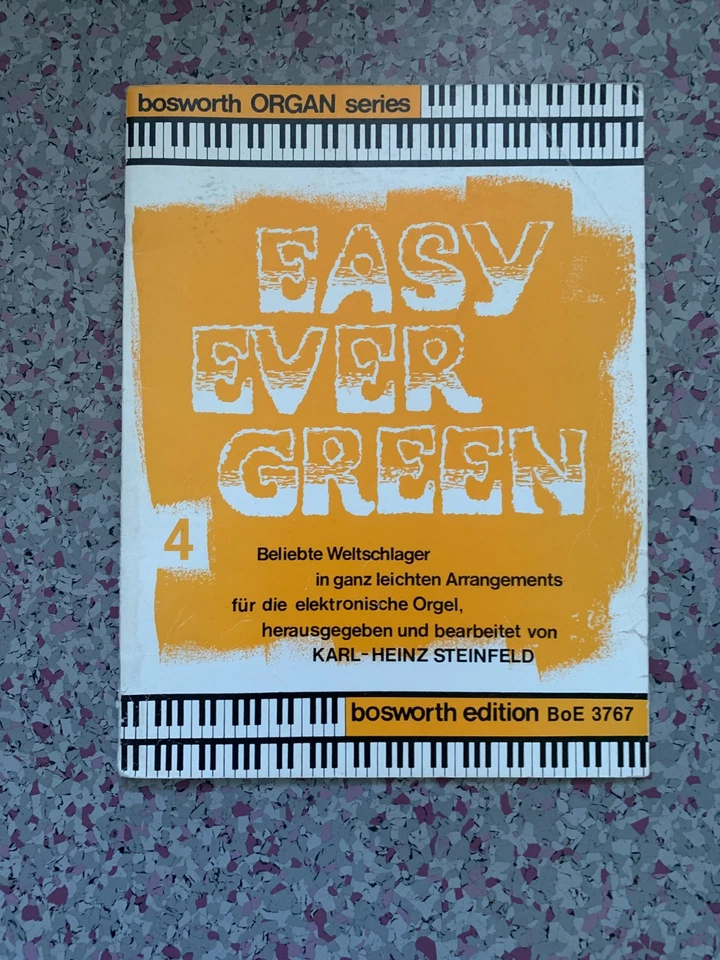 bosworth ORGAN series
EASY
EVER
GREEN
4
Beliebte Weltschlager
in ganz leichten Arrangements
für die elektronische Orgel,
herausgegeben und bearbeitet von
KARL-HEINZ STEINFELD
bosworth edition BoE 3767